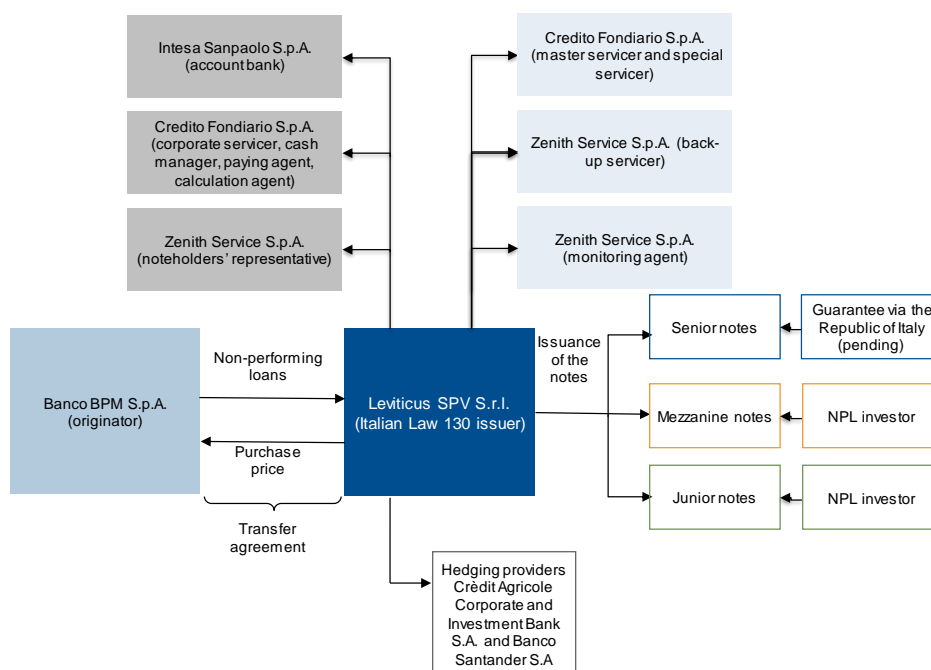 Intesa Sanpaolo S.p.A.
(account bank)
Credito Fondiario S.p.A.
(corporate servicer, cash
manager, paying agent,
calculation agent)
Zenith Service S.p.A.
(noteholders' representative)
Credito Fondiario S.p.A.
(master servicer and special
servicer)
Zenith Service S.p.A. (back-
up servicer)
Zenith Service S.p.A.
(monitoring agent)
Banco BPM S.p.A.
(originator)
Non-performing
loans
Purchase
price
Transfer
agreement
Leviticus SPV S.r.l.
(Italian Law 130 issuer)
Issuance
of the
notes
Senior notes
Guarantee via the
Republic of Italy
(pending)
Mezzanine notes
NPL investor
Junior notes
NPL investor
Hedging providers
Crèdit Agricole
Corporate and
Investment Bank
S.A. and Banco
Santander S.A